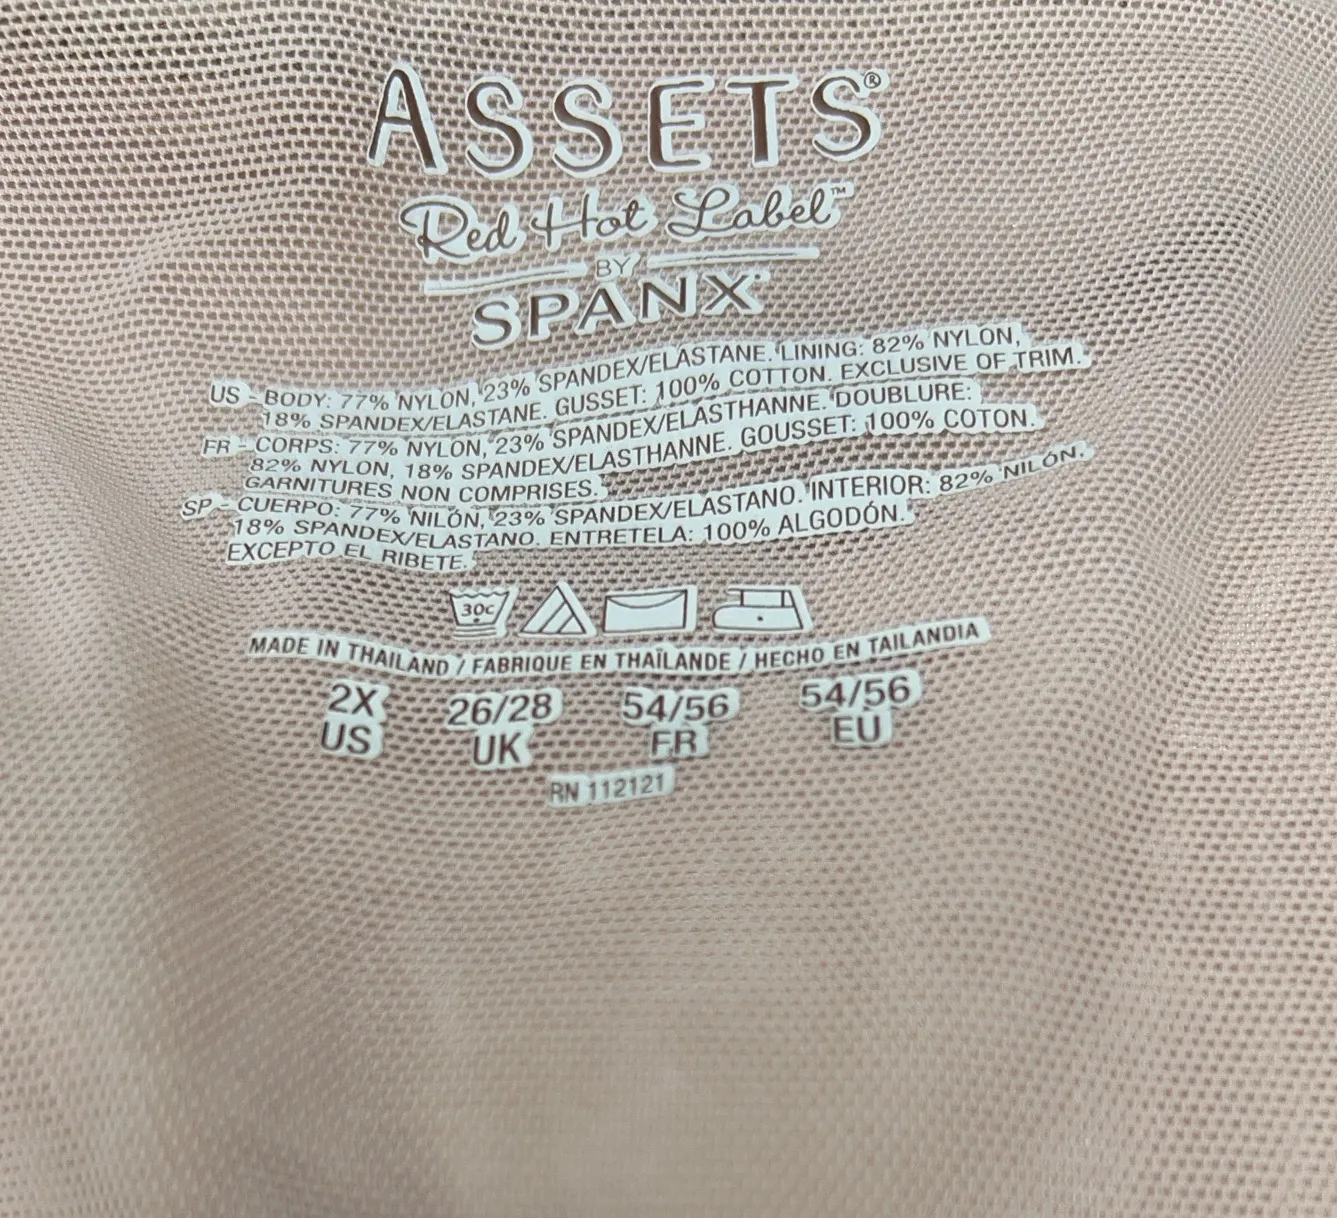 ASSETS®
Red Hot Label™
BY
SPANX®
US - BODY: 77% NYLON, 23% SPANDEX/ELASTANE. LINING: 82% NYLON,
18% SPANDEX/ELASTANE. GUSSET: 100% COTTON. EXCLUSIVE OF TRIM.
FR - CORPS: 77% NYLON, 23% SPANDEX/ELASTHANNE. DOUBLURE:
82% NYLON, 18% SPANDEX/ELASTHANNE. GOUSSET: 100% COTON.
GARNITURES NON COMPRISES.
SP - CUERPO: 77% NILÓN, 23% SPANDEX/ELASTANO. INTERIOR: 82% NILÓN.
18% SPANDEX/ELASTANO. ENTRETELA: 100% ALGODÓN.
EXCEPTO EL RIBETE.
30c
MADE IN THAILAND / FABRIQUE EN THAÏLANDE / HECHO EN TAILANDIA
2X 26/28 54/56 54/56
US UK FR EU
RN 112121